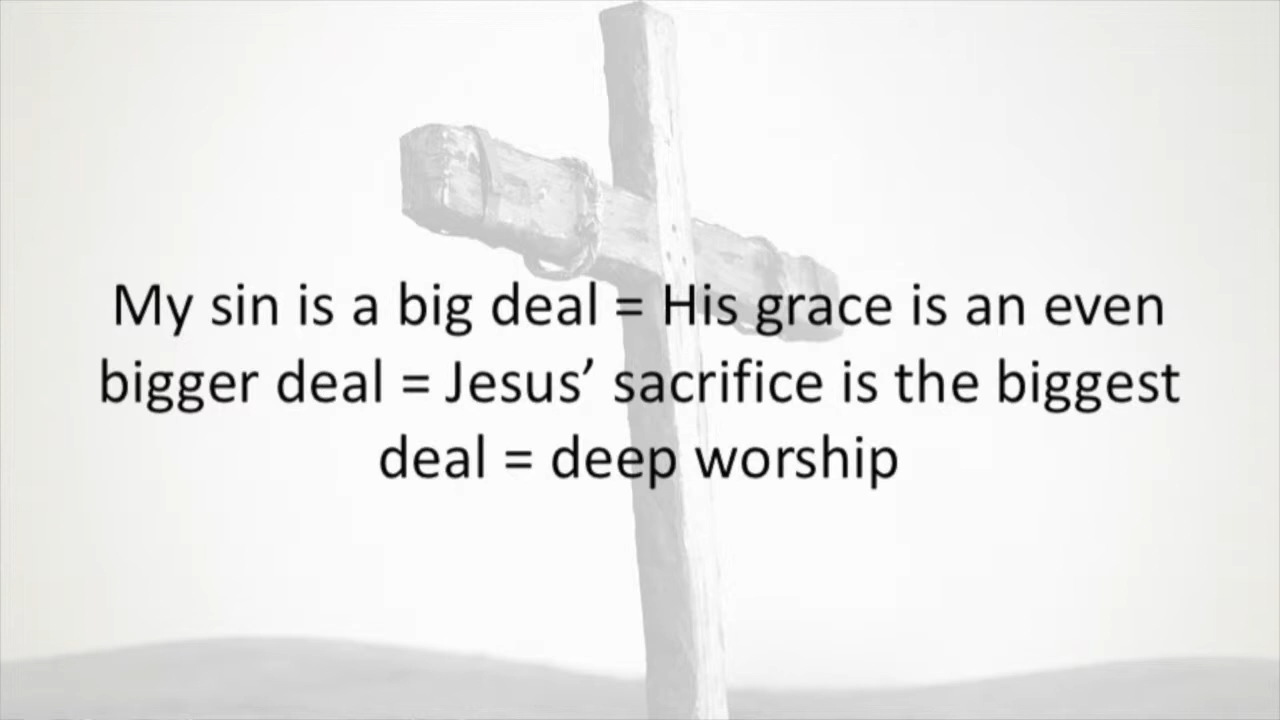 My sin is a big deal = His grace is an even
bigger deal = Jesus’ sacrifice is the biggest
deal = deep worship